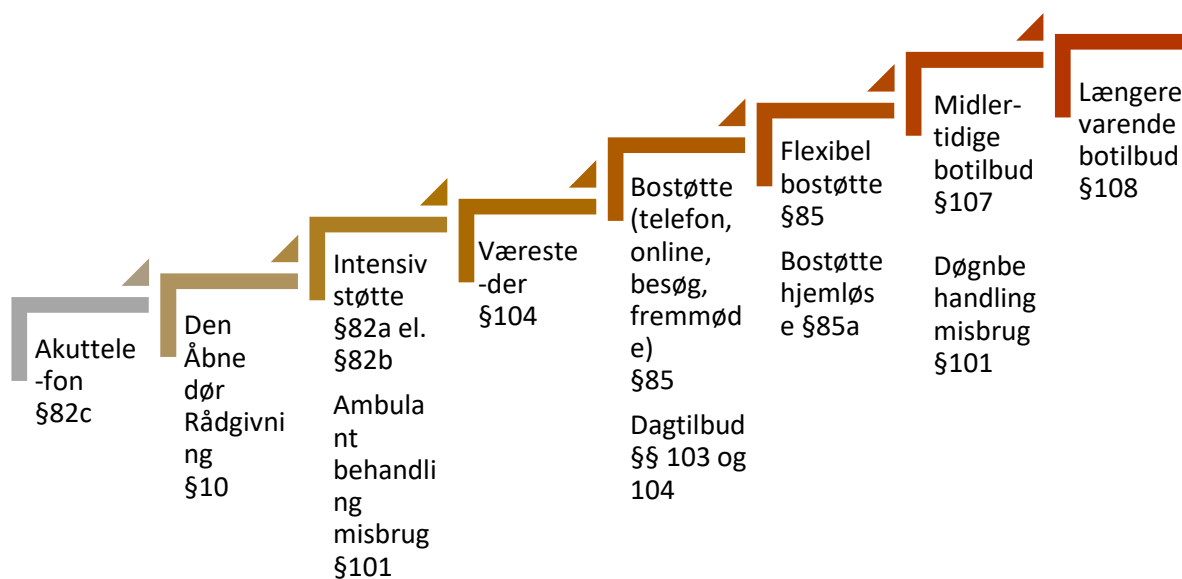 Akuttele
-fon
§82c
Den
Åbne
dør
Rådgivni
ng
§10
Intensiv
støtte
§82a el.
§82b
Ambula
nt
behandli
ng
misbrug
§101
Væreste
-der
§104
Bostøtte
(telefon,
online,
besøg,
fremmød
e)
§85
Dagtilbud
§§ 103 og
104
Flexibel
bostøtte
§85
Bostøtte
hjemløs
e §85a
Midler-
tidige
botilbud
§107
Døgnbe
handling
misbrug
§101
Længere
varende
botilbud
§108